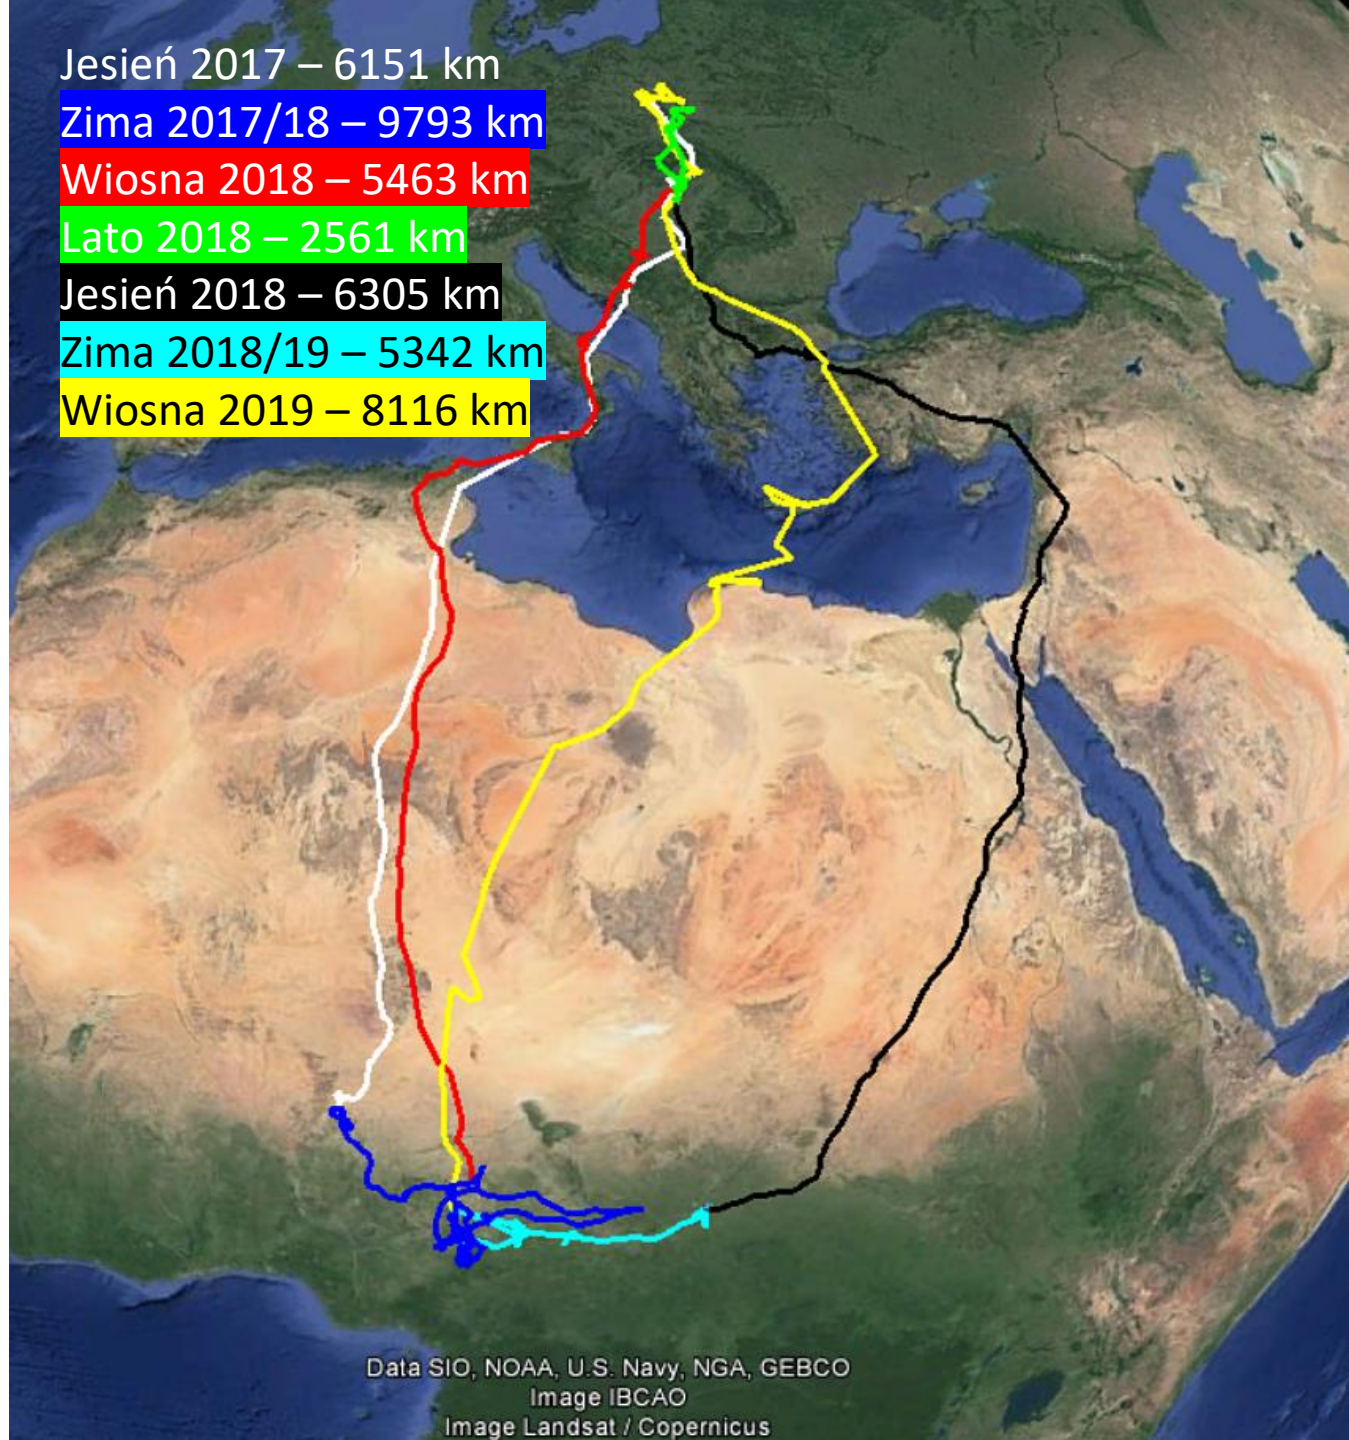 Jesień 2017 – 6151 km
Zima 2017/18 – 9793 km
Wiosna 2018 – 5463 km
Lato 2018 – 2561 km
Jesień 2018 – 6305 km
Zima 2018/19 – 5342 km
Wiosna 2019 – 8116 km
Data SIO, NOAA, U.S. Navy, NGA, GEBCO
Image IBCAO
Image Landsat / Copernicus